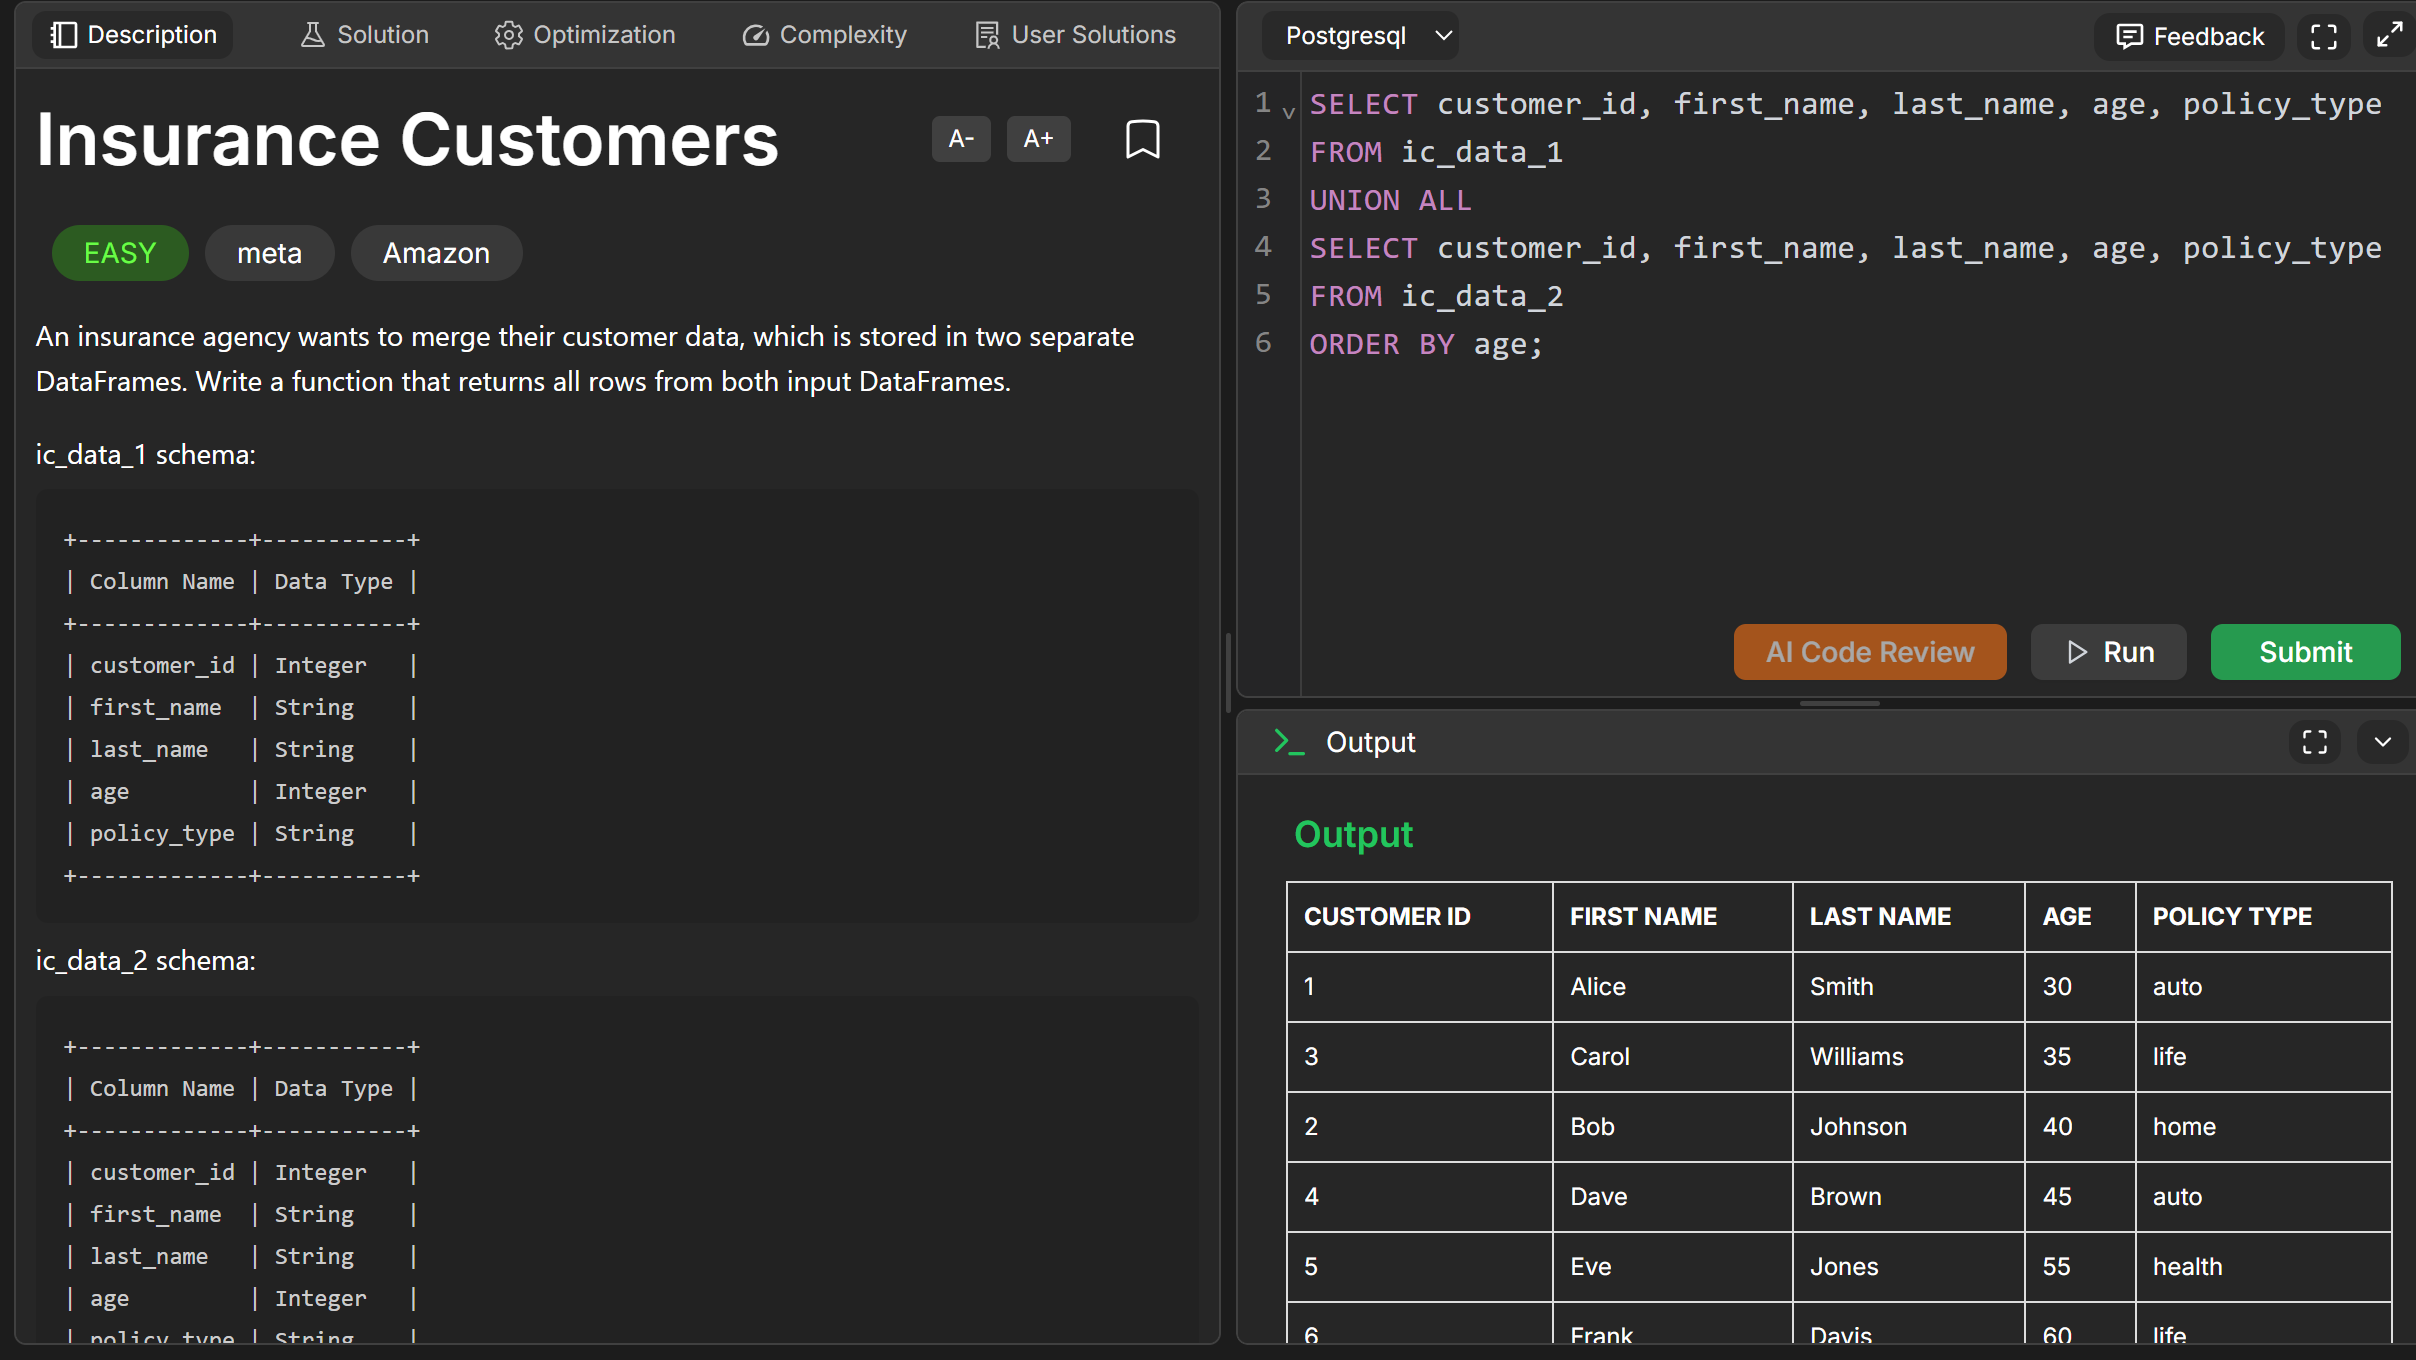 Description
Solution
Optimization
Complexity
User Solutions
Insurance Customers
A-
A+
EASY
meta
Amazon
An insurance agency wants to merge their customer data, which is stored in two separate
DataFrames. Write a function that returns all rows from both input DataFrames.
ic_data_1 schema:
+-------------+-----------+
| Column Name | Data Type |
+-------------+-----------+
| customer_id | Integer   |
| first_name  | String    |
| last_name   | String    |
| age         | Integer   |
| policy_type | String    |
+-------------+-----------+
ic_data_2 schema:
+-------------+-----------+
| Column Name | Data Type |
+-------------+-----------+
| customer_id | Integer   |
| first_name  | String    |
| last_name   | String    |
| age         | Integer   |
| policy_type | String    |
Postgresql
Feedback
1 SELECT customer_id, first_name, last_name, age, policy_type
2 FROM ic_data_1
3 UNION ALL
4 SELECT customer_id, first_name, last_name, age, policy_type
5 FROM ic_data_2
6 ORDER BY age;
AI Code Review
Run
Submit
Output
Output
CUSTOMER ID FIRST NAME LAST NAME AGE POLICY TYPE
1 Alice Smith 30 auto
3 Carol Williams 35 life
2 Bob Johnson 40 home
4 Dave Brown 45 auto
5 Eve Jones 55 health
6 Frank Davis 60 life